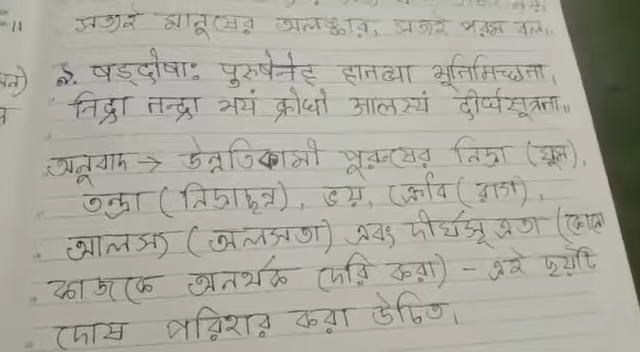 সত্যই মানুষের অলঙ্কার, সত্যই পরম বল॥
২. ষড়্‌দোষাঃ পুরুষেনেহ হাতব্যা ভূতিমিচ্ছতা,
নিদ্রা তন্দ্রা ভয়ং ক্রোধো আলস্যং দীর্ঘসূত্রতা॥
অনুবাদ → উন্নতিকামী পুরুষের নিদ্রা (ঘুম),
তন্দ্রা (নিদ্রাচ্ছন্ন), ভয়, ক্রোধ (রাগ),
আলস্য (অলসতা) এবং দীর্ঘসূত্রতা (কোনো
কাজকে অনর্থক দেরি করা) - এই ছয়টি
দোষ পরিহার করা উচিত,